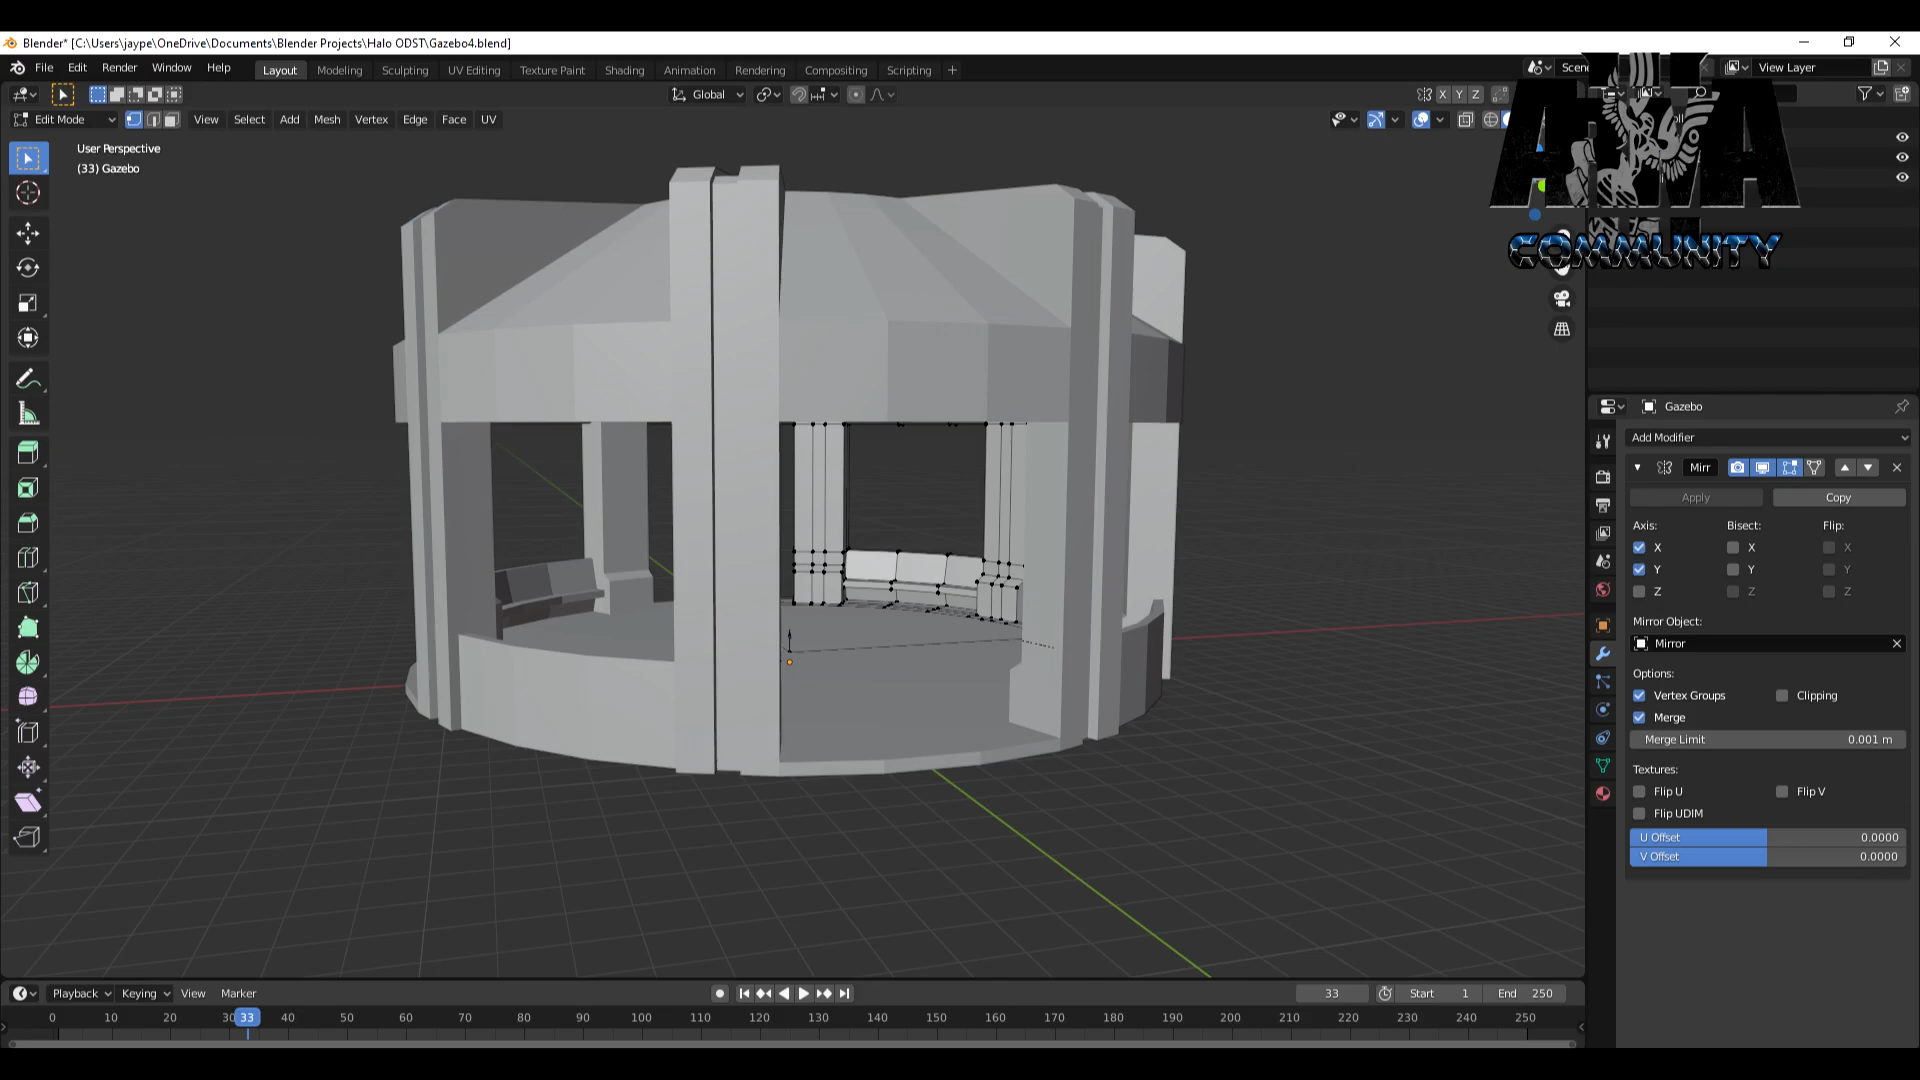 Blender* [C:\Users\jaype\OneDrive\Documents\Blender Projects\Halo ODST\Gazebo4.blend]
File Edit Render Window Help
Layout Modeling Sculpting UV Editing Texture Paint Shading Animation Rendering Compositing Scripting +
Scene View Layer
Global
X Y Z
Edit Mode View Select Add Mesh Vertex Edge Face UV
User Perspective
(33) Gazebo
ARMA
COMMUNITY
Gazebo
Add Modifier
Mirr
Apply Copy
Axis: Bisect: Flip:
X X X
Y Y Y
Z Z Z
Mirror Object:
Mirror
Options:
Vertex Groups Clipping
Merge
Merge Limit 0.001 m
Textures:
Flip U Flip V
Flip UDIM
U Offset 0.0000
V Offset 0.0000
Playback Keying View Marker 33 Start 1 End 250
0 10 20 30 33 40 50 60 70 80 90 100 110 120 130 140 150 160 170 180 190 200 210 220 230 240 250